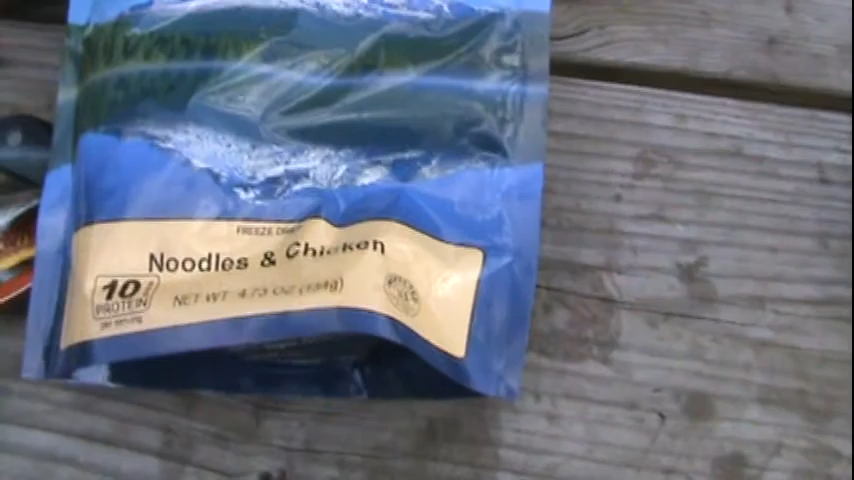 FREEZE DRIED
Noodles & Chicken
10
PROTEIN
per serving
NET WT 4.73 OZ (134g)